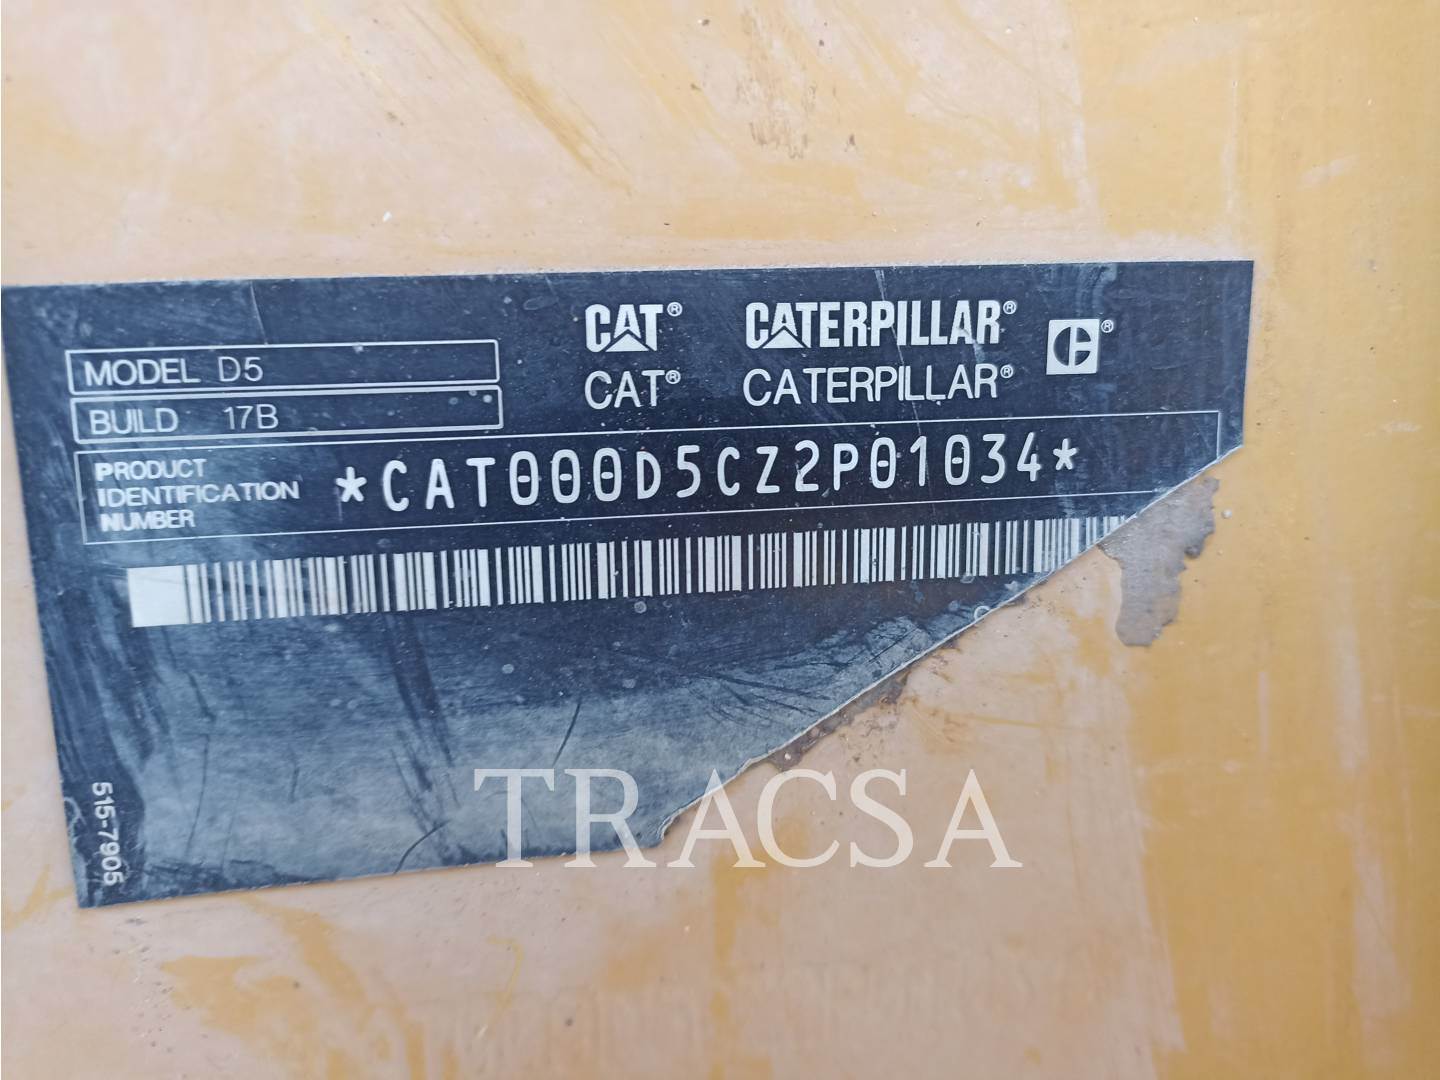 CAT® CATERPILLAR® C®
CAT® CATERPILLAR®
MODEL D5
BUILD 17B
PRODUCT
IDENTIFICATION
NUMBER
*CAT000D5CZ2P01034*
515-7905
TRACSA